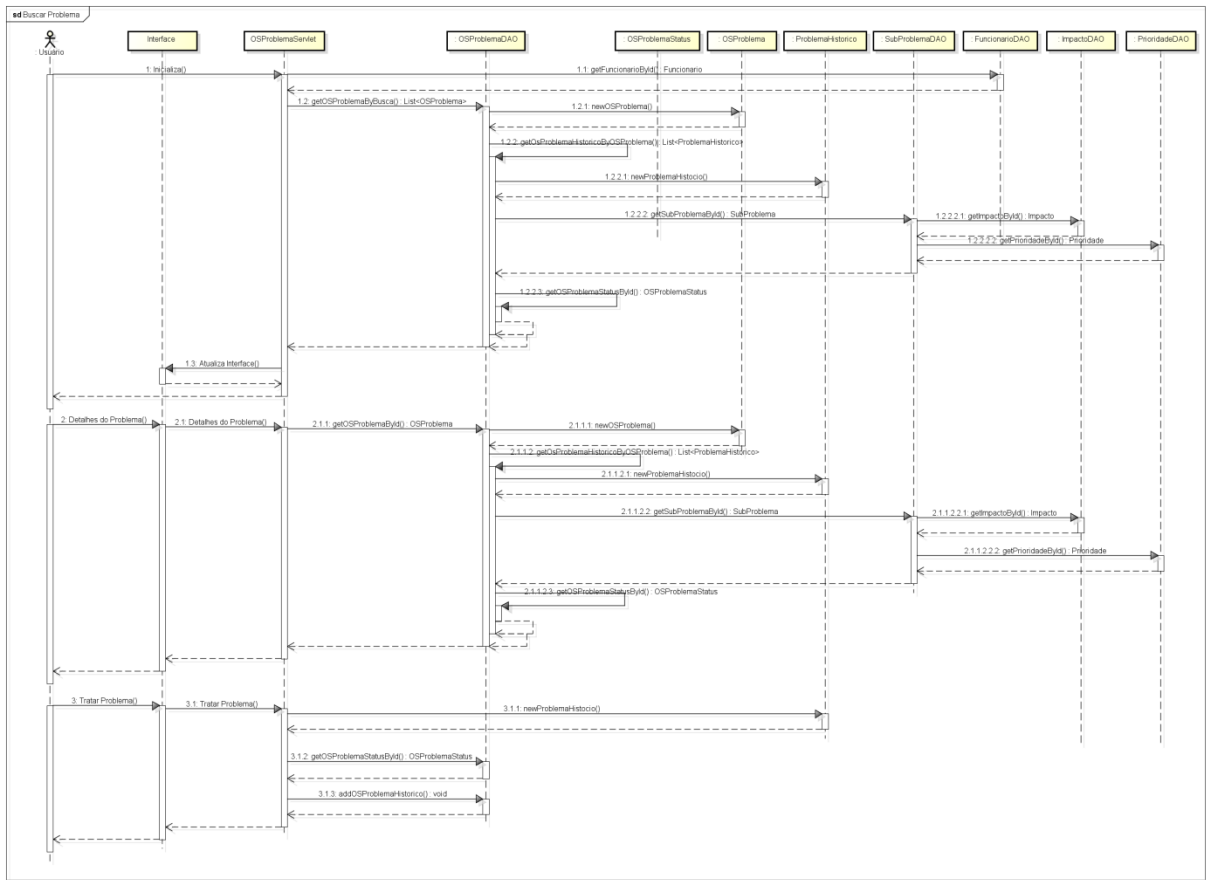 sd Buscar Problema
: Usuário
Interface
OSProblemaServlet
: OSProblemaDAO
: OSProblemaStatus
: OSProblema
: ProblemaHistorico
: SubProblemaDAO
: FuncionarioDAO
: ImpactoDAO
: PrioridadeDAO
1: Inicializa()
1.1: getFuncionarioById() : Funcionario
1.2: getOSProblemaByBusca() : List<OSProblema>
1.2.1: newOSProblema()
1.2.2: getOsProblemaHistoricoByOSProblema() : List<ProblemaHistorico>
1.2.2.1: newProblemaHistocio()
1.2.2.2: getSubProblemaById() : SubProblema
1.2.2.2.1: getImpactoById() : Impacto
1.2.2.2.2: getPrioridadeById() : Prioridade
1.2.2.3: getOSProblemaStatusById() : OSProblemaStatus
1.3: Atualiza Interface()
2: Detalhes do Problema()
2.1: Detalhes do Problema()
2.1.1: getOSProblemaById() : OSProblema
2.1.1.1: newOSProblema()
2.1.1.2: getOsProblemaHistoricoByOSProblema() : List<ProblemaHistorico>
2.1.1.2.1: newProblemaHistocio()
2.1.1.2.2: getSubProblemaById() : SubProblema
2.1.1.2.2.1: getImpactoById() : Impacto
2.1.1.2.2.2: getPrioridadeById() : Prioridade
2.1.1.2.3: getOSProblemaStatusById() : OSProblemaStatus
3: Tratar Problema()
3.1: Tratar Problema()
3.1.1: newProblemaHistocio()
3.1.2: getOSProblemaStatusById() : OSProblemaStatus
3.1.3: addOSProblemaHistorico() : void